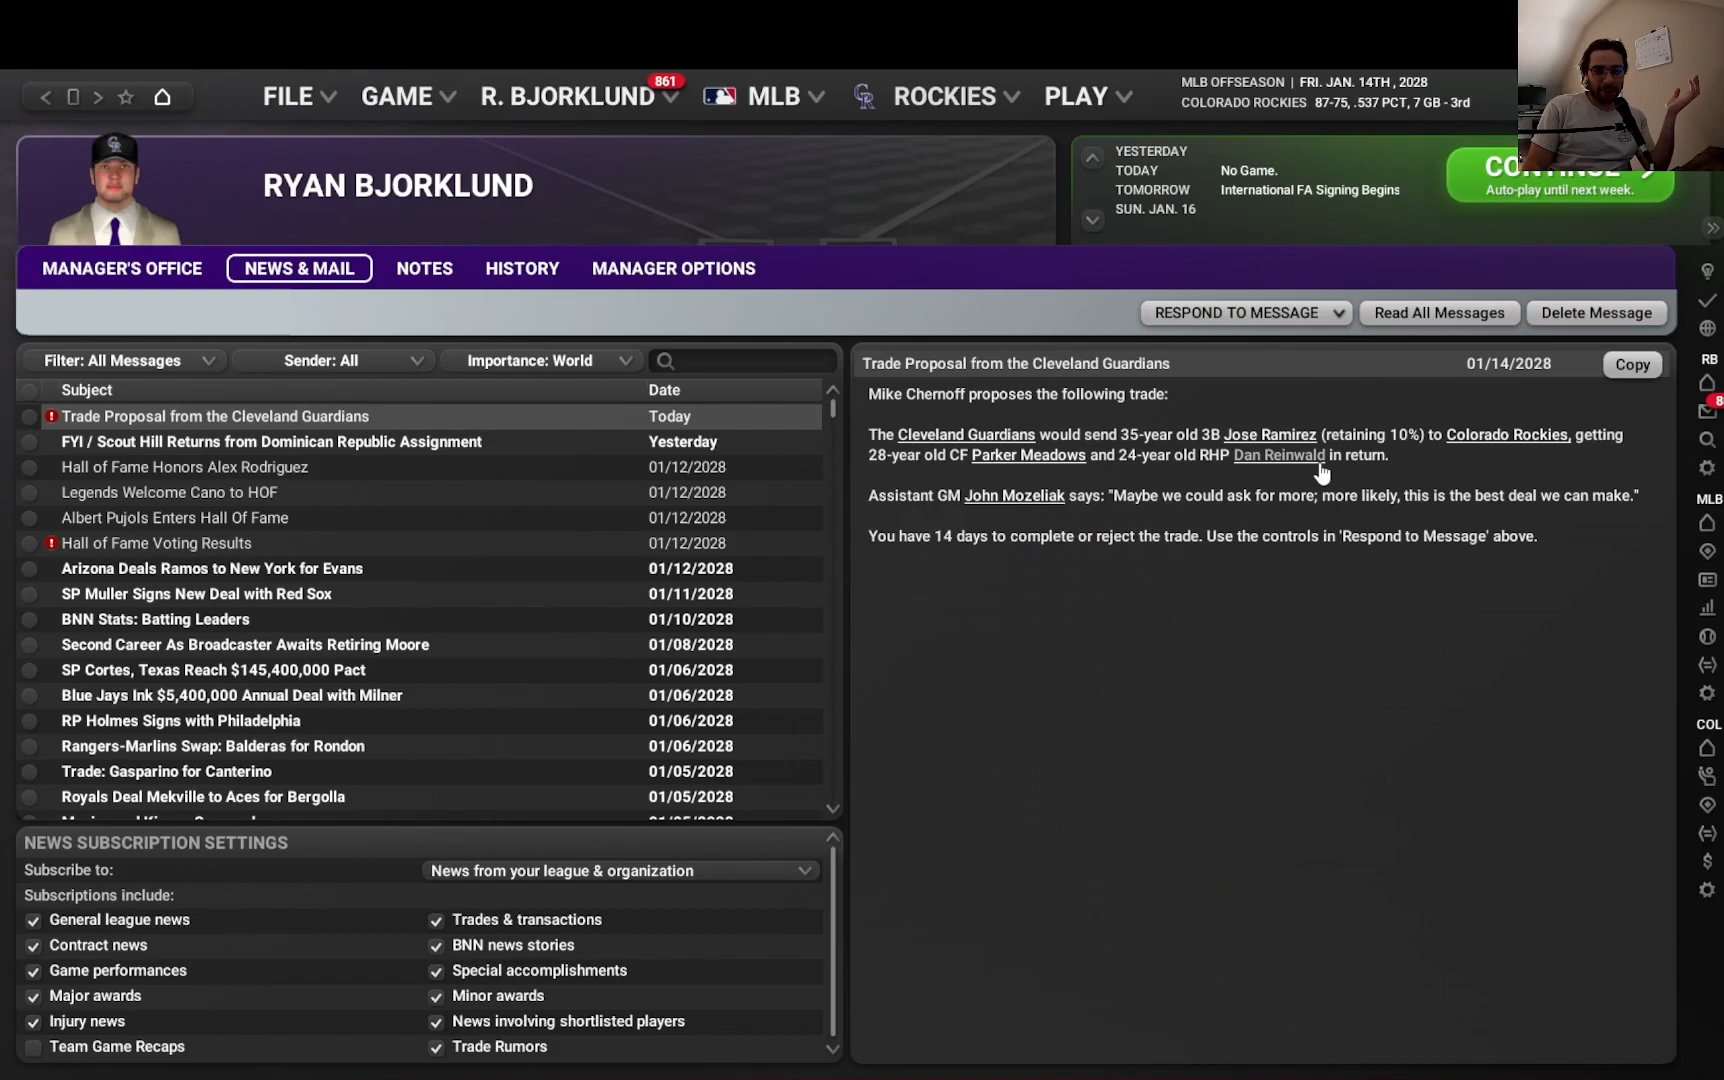 FILE GAME R. BJORKLUND 861 MLB ROCKIES PLAY
MLB OFFSEASON | FRI. JAN. 14TH , 2028
COLORADO ROCKIES 87-75, .537 PCT, 7 GB - 3rd
RYAN BJORKLUND
YESTERDAY
TODAY No Game.
TOMORROW International FA Signing Begins
SUN. JAN. 16
CONTINUE
Auto-play until next week.
MANAGER'S OFFICE NEWS & MAIL NOTES HISTORY MANAGER OPTIONS
RESPOND TO MESSAGE Read All Messages Delete Message
Filter: All Messages Sender: All Importance: World
Subject Date
Trade Proposal from the Cleveland Guardians Today
FYI / Scout Hill Returns from Dominican Republic Assignment Yesterday
Hall of Fame Honors Alex Rodriguez 01/12/2028
Legends Welcome Cano to HOF 01/12/2028
Albert Pujols Enters Hall Of Fame 01/12/2028
Hall of Fame Voting Results 01/12/2028
Arizona Deals Ramos to New York for Evans 01/12/2028
SP Muller Signs New Deal with Red Sox 01/11/2028
BNN Stats: Batting Leaders 01/10/2028
Second Career As Broadcaster Awaits Retiring Moore 01/08/2028
SP Cortes, Texas Reach $145,400,000 Pact 01/06/2028
Blue Jays Ink $5,400,000 Annual Deal with Milner 01/06/2028
RP Holmes Signs with Philadelphia 01/06/2028
Rangers-Marlins Swap: Balderas for Rondon 01/06/2028
Trade: Gasparino for Canterino 01/05/2028
Royals Deal Mekville to Aces for Bergolla 01/05/2028
Trade Proposal from the Cleveland Guardians 01/14/2028 Copy
Mike Chernoff proposes the following trade:
The Cleveland Guardians would send 35-year old 3B Jose Ramirez (retaining 10%) to Colorado Rockies, getting
28-year old CF Parker Meadows and 24-year old RHP Dan Reinwald in return.
Assistant GM John Mozeliak says: "Maybe we could ask for more; more likely, this is the best deal we can make."
You have 14 days to complete or reject the trade. Use the controls in 'Respond to Message' above.
NEWS SUBSCRIPTION SETTINGS
Subscribe to: News from your league & organization
Subscriptions include:
General league news Trades & transactions
Contract news BNN news stories
Game performances Special accomplishments
Major awards Minor awards
Injury news News involving shortlisted players
Team Game Recaps Trade Rumors
RB
8
MLB
COL